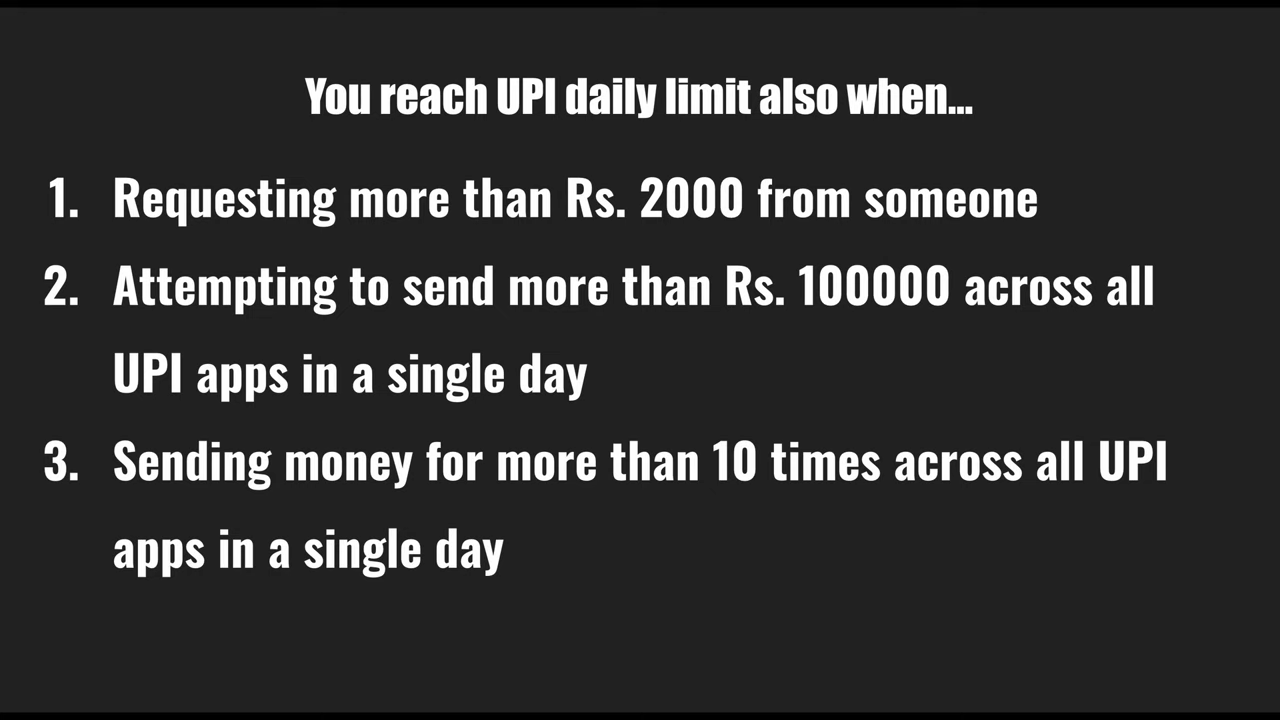 You reach UPI daily limit also when...
1. Requesting more than Rs. 2000 from someone
2. Attempting to send more than Rs. 100000 across all
UPI apps in a single day
3. Sending money for more than 10 times across all UPI
apps in a single day